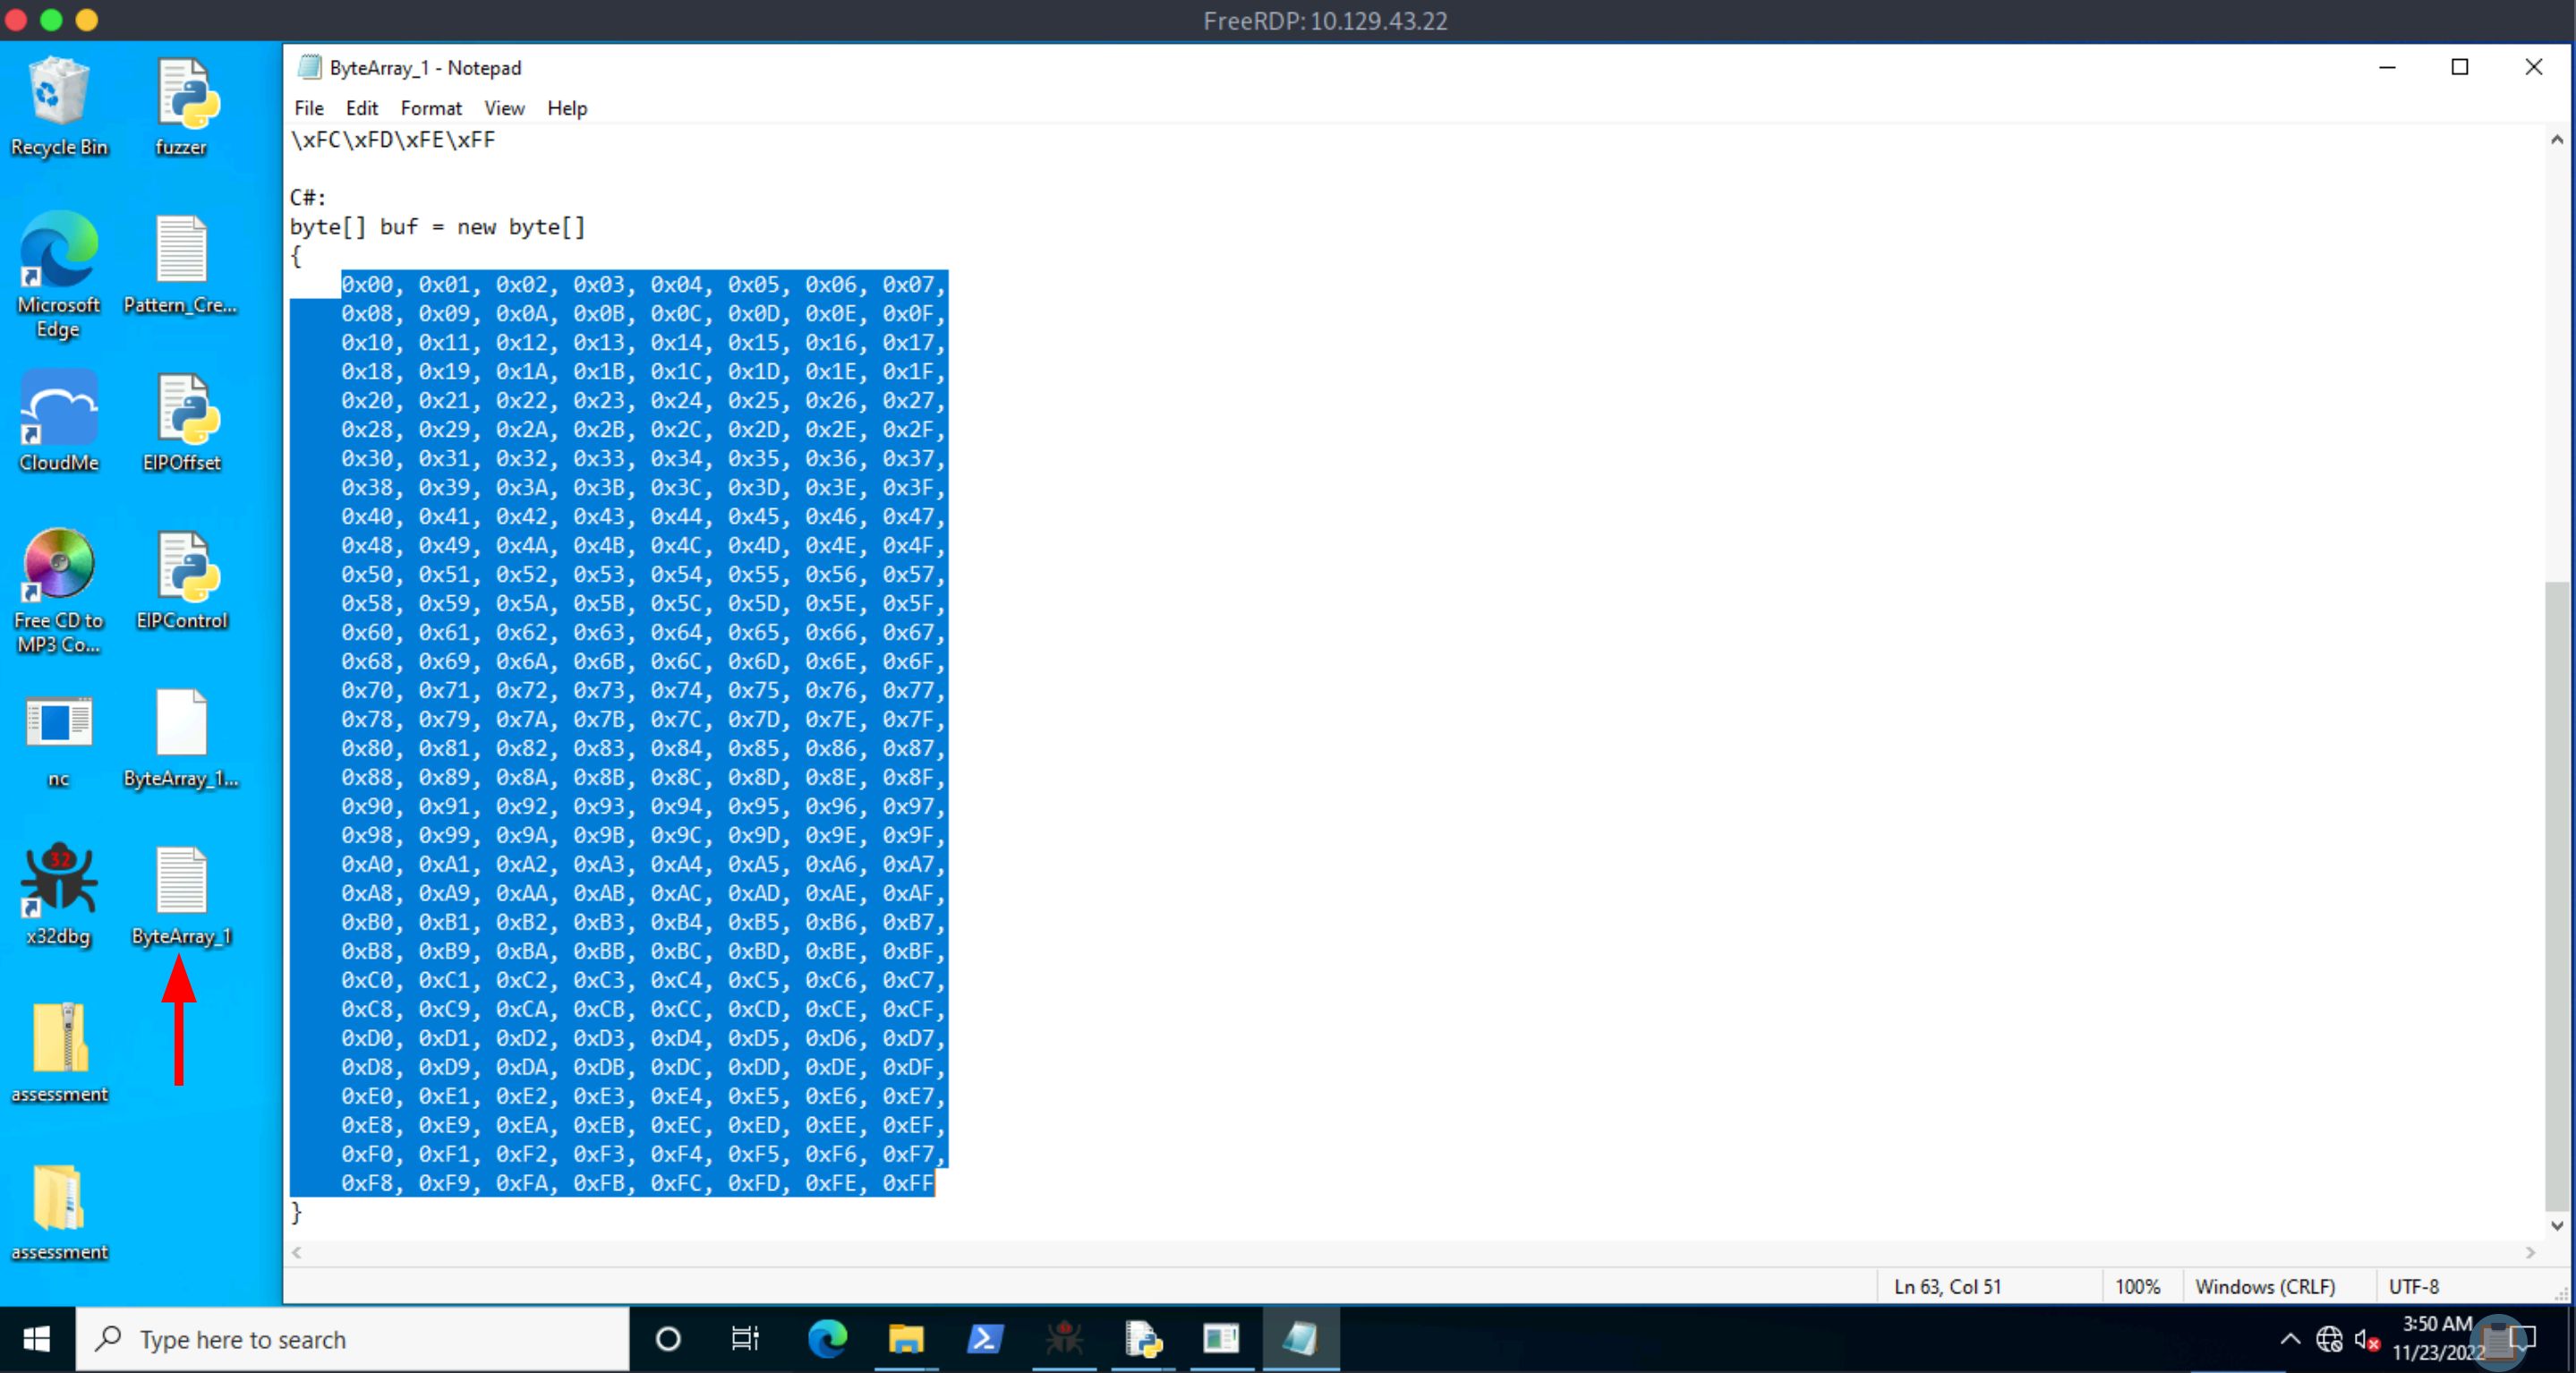 FreeRDP: 10.129.43.22
Recycle Bin
fuzzer
Microsoft
Edge
Pattern_Cre...
CloudMe
EIPOffset
Free CD to
MP3 Co...
EIPControl
nc
ByteArray_1...
32
x32dbg
ByteArray_1
assessment
assessment
ByteArray_1 - Notepad
File Edit Format View Help
\xFC\xFD\xFE\xFF
C#:
byte[] buf = new byte[]
{
0x00, 0x01, 0x02, 0x03, 0x04, 0x05, 0x06, 0x07,
0x08, 0x09, 0x0A, 0x0B, 0x0C, 0x0D, 0x0E, 0x0F,
0x10, 0x11, 0x12, 0x13, 0x14, 0x15, 0x16, 0x17,
0x18, 0x19, 0x1A, 0x1B, 0x1C, 0x1D, 0x1E, 0x1F,
0x20, 0x21, 0x22, 0x23, 0x24, 0x25, 0x26, 0x27,
0x28, 0x29, 0x2A, 0x2B, 0x2C, 0x2D, 0x2E, 0x2F,
0x30, 0x31, 0x32, 0x33, 0x34, 0x35, 0x36, 0x37,
0x38, 0x39, 0x3A, 0x3B, 0x3C, 0x3D, 0x3E, 0x3F,
0x40, 0x41, 0x42, 0x43, 0x44, 0x45, 0x46, 0x47,
0x48, 0x49, 0x4A, 0x4B, 0x4C, 0x4D, 0x4E, 0x4F,
0x50, 0x51, 0x52, 0x53, 0x54, 0x55, 0x56, 0x57,
0x58, 0x59, 0x5A, 0x5B, 0x5C, 0x5D, 0x5E, 0x5F,
0x60, 0x61, 0x62, 0x63, 0x64, 0x65, 0x66, 0x67,
0x68, 0x69, 0x6A, 0x6B, 0x6C, 0x6D, 0x6E, 0x6F,
0x70, 0x71, 0x72, 0x73, 0x74, 0x75, 0x76, 0x77,
0x78, 0x79, 0x7A, 0x7B, 0x7C, 0x7D, 0x7E, 0x7F,
0x80, 0x81, 0x82, 0x83, 0x84, 0x85, 0x86, 0x87,
0x88, 0x89, 0x8A, 0x8B, 0x8C, 0x8D, 0x8E, 0x8F,
0x90, 0x91, 0x92, 0x93, 0x94, 0x95, 0x96, 0x97,
0x98, 0x99, 0x9A, 0x9B, 0x9C, 0x9D, 0x9E, 0x9F,
0xA0, 0xA1, 0xA2, 0xA3, 0xA4, 0xA5, 0xA6, 0xA7,
0xA8, 0xA9, 0xAA, 0xAB, 0xAC, 0xAD, 0xAE, 0xAF,
0xB0, 0xB1, 0xB2, 0xB3, 0xB4, 0xB5, 0xB6, 0xB7,
0xB8, 0xB9, 0xBA, 0xBB, 0xBC, 0xBD, 0xBE, 0xBF,
0xC0, 0xC1, 0xC2, 0xC3, 0xC4, 0xC5, 0xC6, 0xC7,
0xC8, 0xC9, 0xCA, 0xCB, 0xCC, 0xCD, 0xCE, 0xCF,
0xD0, 0xD1, 0xD2, 0xD3, 0xD4, 0xD5, 0xD6, 0xD7,
0xD8, 0xD9, 0xDA, 0xDB, 0xDC, 0xDD, 0xDE, 0xDF,
0xE0, 0xE1, 0xE2, 0xE3, 0xE4, 0xE5, 0xE6, 0xE7,
0xE8, 0xE9, 0xEA, 0xEB, 0xEC, 0xED, 0xEE, 0xEF,
0xF0, 0xF1, 0xF2, 0xF3, 0xF4, 0xF5, 0xF6, 0xF7,
0xF8, 0xF9, 0xFA, 0xFB, 0xFC, 0xFD, 0xFE, 0xFF
}
Ln 63, Col 51 100% Windows (CRLF) UTF-8
Type here to search
3:50 AM
11/23/2022